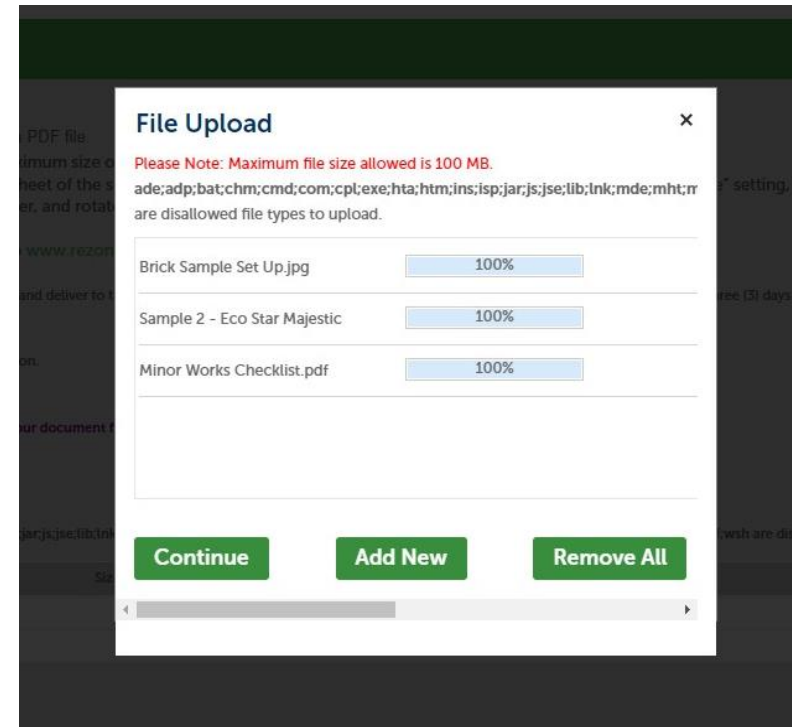 File Upload
×
Please Note: Maximum file size allowed is 100 MB.
ade;adp;bat;chm;cmd;com;cpl;exe;hta;htm;ins;isp;jar;js;jse;lib;lnk;mde;mht;m
are disallowed file types to upload.
Brick Sample Set Up.jpg 100%
Sample 2 - Eco Star Majestic 100%
Minor Works Checklist.pdf 100%
Continue Add New Remove All
PDF file
imum size o
heet of the s e" setting,
er, and rotat
www.rezon
and deliver to t ree (3) days
on.
ur document f
jar;js;jse;lib;lnk ;wsh are dis
Siz